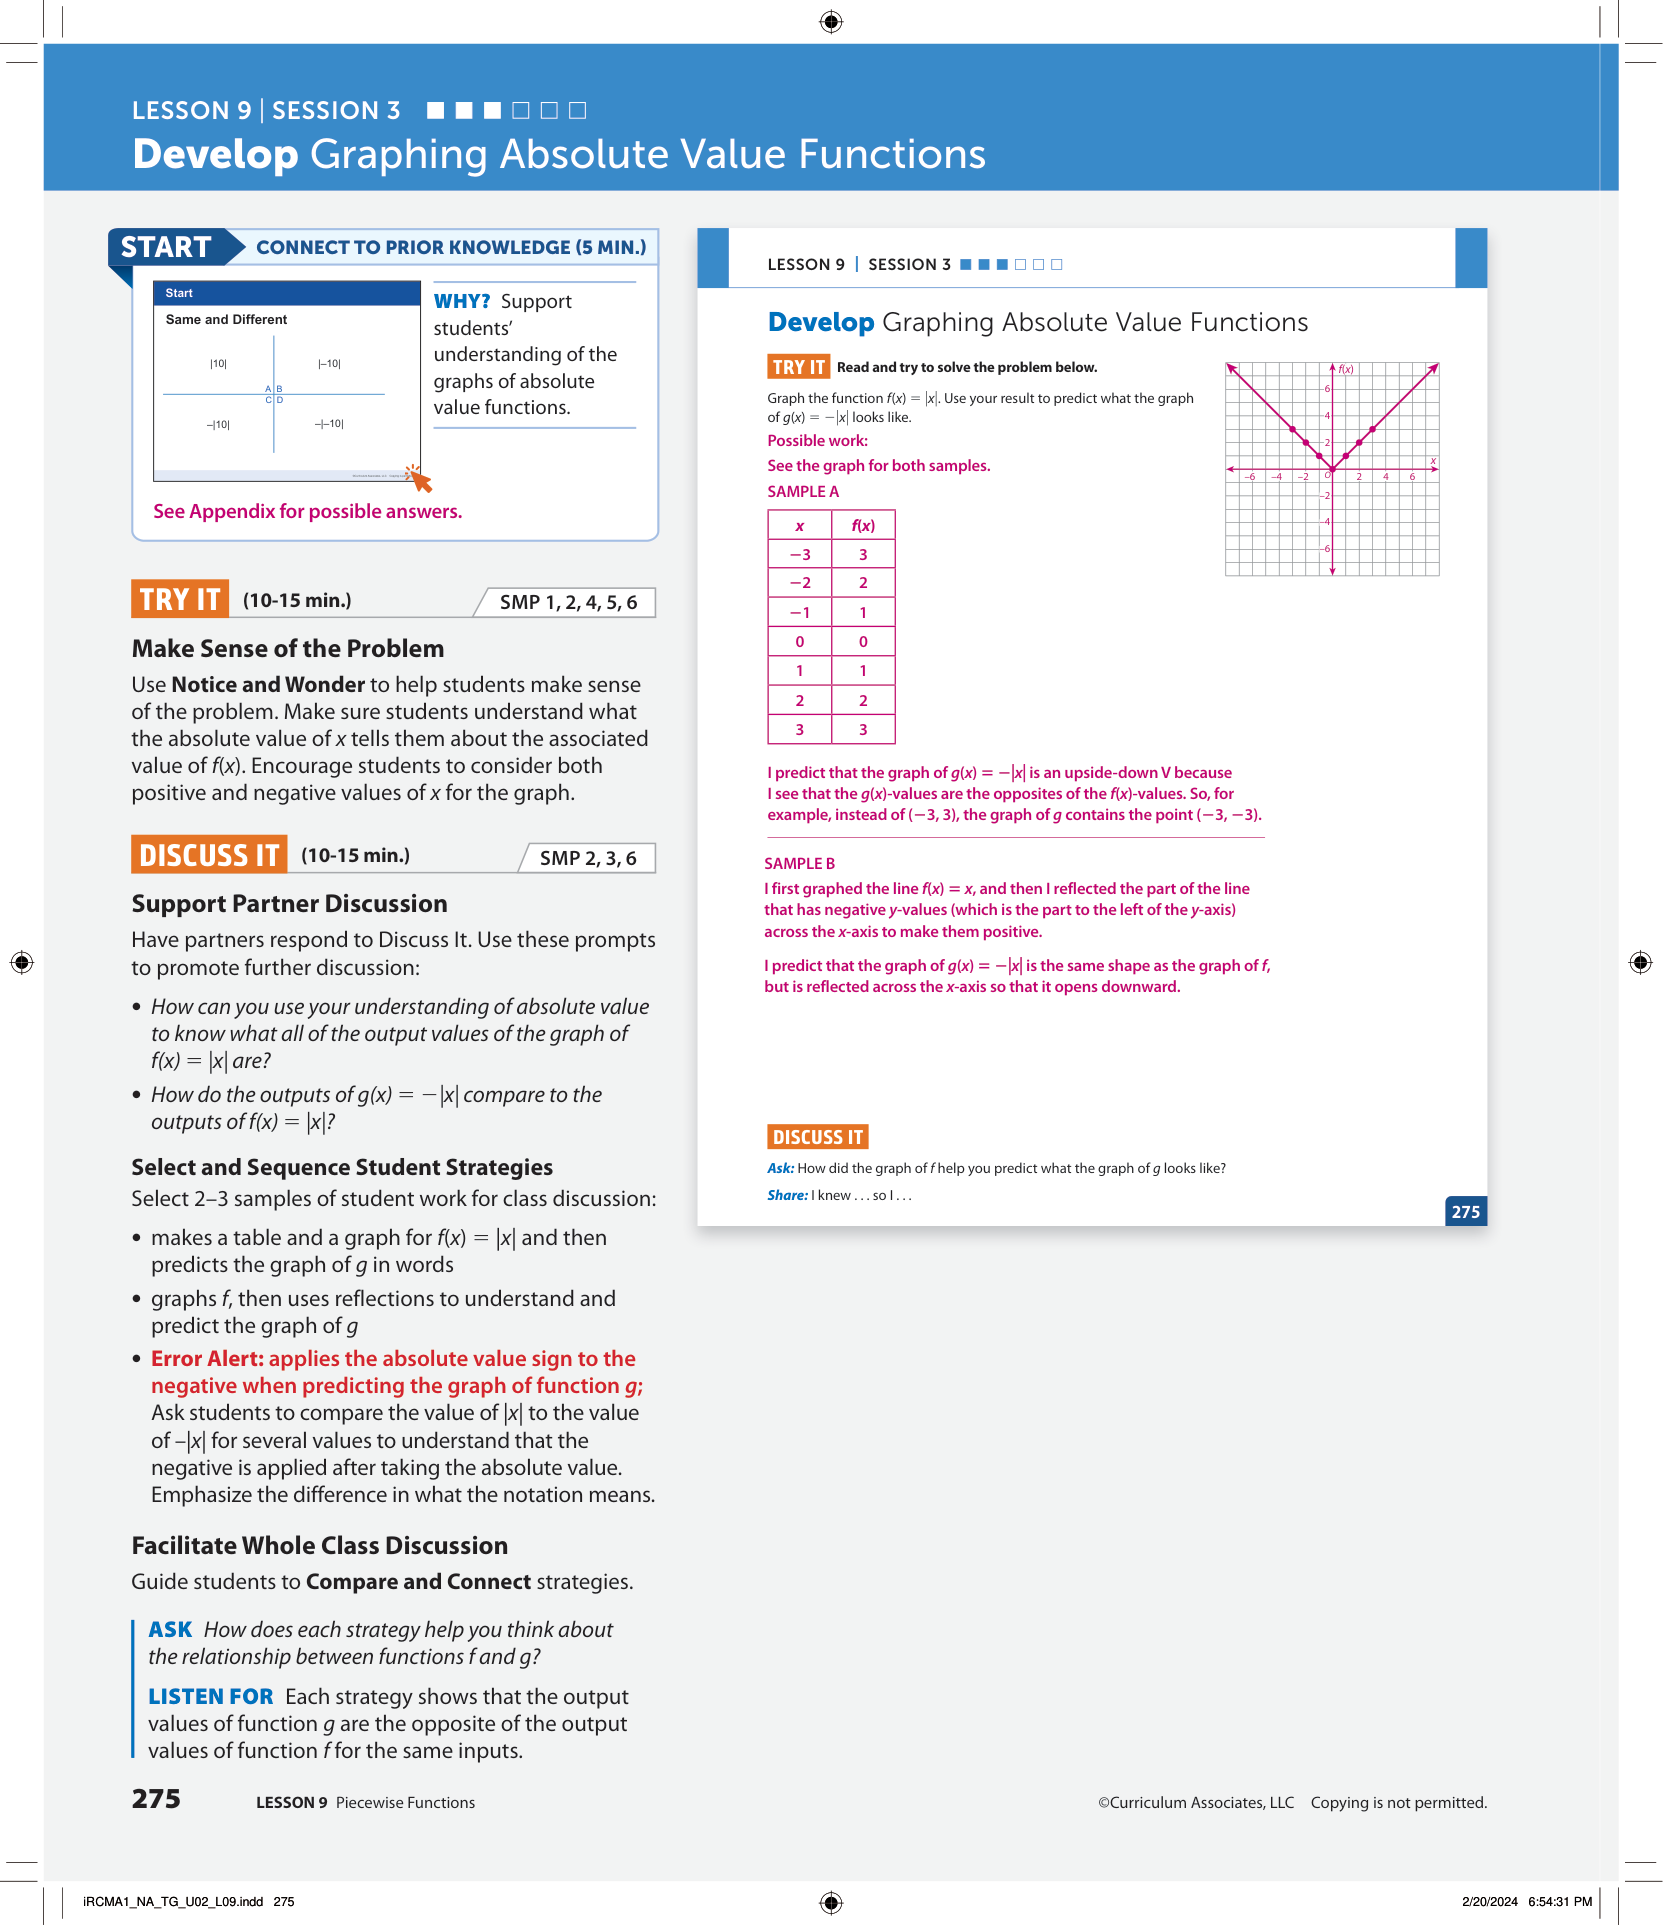 LESSON 9 | SESSION 3
Develop Graphing Absolute Value Functions
START CONNECT TO PRIOR KNOWLEDGE (5 MIN.)
Start
Same and Different
|10| |–10|
A B
C D
–|10| –|–10|
WHY? Support
students’
understanding of the
graphs of absolute
value functions.
See Appendix for possible answers.
TRY IT (10-15 min.) SMP 1, 2, 4, 5, 6
Make Sense of the Problem
Use Notice and Wonder to help students make sense
of the problem. Make sure students understand what
the absolute value of x tells them about the associated
value of f(x). Encourage students to consider both
positive and negative values of x for the graph.
DISCUSS IT (10-15 min.) SMP 2, 3, 6
Support Partner Discussion
Have partners respond to Discuss It. Use these prompts
to promote further discussion:
• How can you use your understanding of absolute value
to know what all of the output values of the graph of
f(x) = |x| are?
• How do the outputs of g(x) = −|x| compare to the
outputs of f(x) = |x|?
Select and Sequence Student Strategies
Select 2–3 samples of student work for class discussion:
• makes a table and a graph for f(x) = |x| and then
predicts the graph of g in words
• graphs f, then uses reflections to understand and
predict the graph of g
• Error Alert: applies the absolute value sign to the
negative when predicting the graph of function g;
Ask students to compare the value of |x| to the value
of –|x| for several values to understand that the
negative is applied after taking the absolute value.
Emphasize the difference in what the notation means.
Facilitate Whole Class Discussion
Guide students to Compare and Connect strategies.
ASK How does each strategy help you think about
the relationship between functions f and g?
LISTEN FOR Each strategy shows that the output
values of function g are the opposite of the output
values of function f for the same inputs.
LESSON 9 | SESSION 3
Develop Graphing Absolute Value Functions
TRY IT Read and try to solve the problem below.
Graph the function f(x) = |x|. Use your result to predict what the graph
of g(x) = −|x| looks like.
Possible work:
See the graph for both samples.
SAMPLE A
x f(x)
−3 3
−2 2
−1 1
0 0
1 1
2 2
3 3
f(x)
6
4
2
x
–6 –4 –2 O 2 4 6
–2
–4
–6
I predict that the graph of g(x) = −|x| is an upside-down V because
I see that the g(x)-values are the opposites of the f(x)-values. So, for
example, instead of (−3, 3), the graph of g contains the point (−3, −3).
SAMPLE B
I first graphed the line f(x) = x, and then I reflected the part of the line
that has negative y-values (which is the part to the left of the y-axis)
across the x-axis to make them positive.
I predict that the graph of g(x) = −|x| is the same shape as the graph of f,
but is reflected across the x-axis so that it opens downward.
DISCUSS IT
Ask: How did the graph of f help you predict what the graph of g looks like?
Share: I knew . . . so I . . .
275
275 LESSON 9 Piecewise Functions ©Curriculum Associates, LLC Copying is not permitted.
iRCMA1_NA_TG_U02_L09.indd 275 2/20/2024 6:54:31 PM